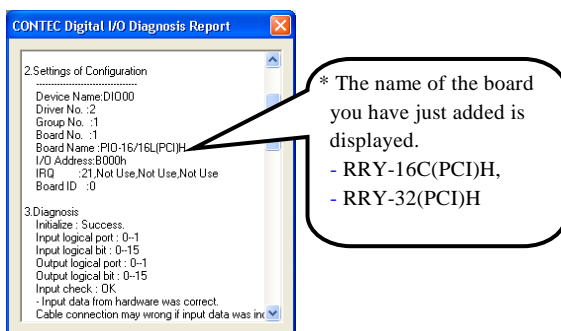 CONTEC Digital I/O Diagnosis Report
2.Settings of Configuration
--------------------------------
Device Name:DIO00
Driver No. :2
Group No. :1
Board No. :1
Board Name :PIO-16/16L(PCI)H
I/O Address:B000h
IRQ :21,Not Use,Not Use,Not Use
Board ID :0
3.Diagnosis
Initialize : Success.
Input logical port : 0--1
Input logical bit : 0--15
Output logical port : 0--1
Output logical bit : 0--15
Input check : OK
- Input data from hardware was correct.
Cable connection may wrong if input data was
* The name of the board
you have just added is
displayed.
- RRY-16C(PCI)H,
- RRY-32(PCI)H